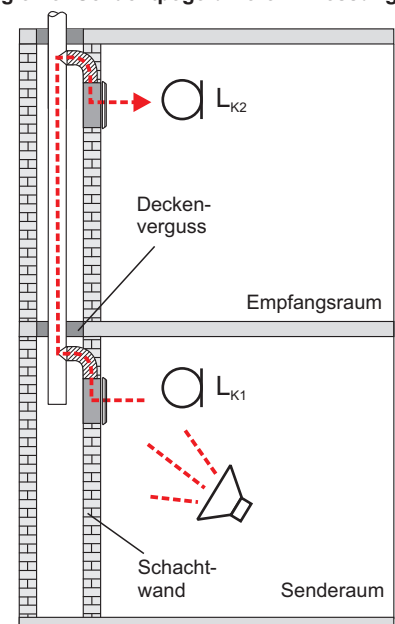 L K2
Decken-
verguss
Empfangsraum
L K1
Schacht-
wand
Senderaum